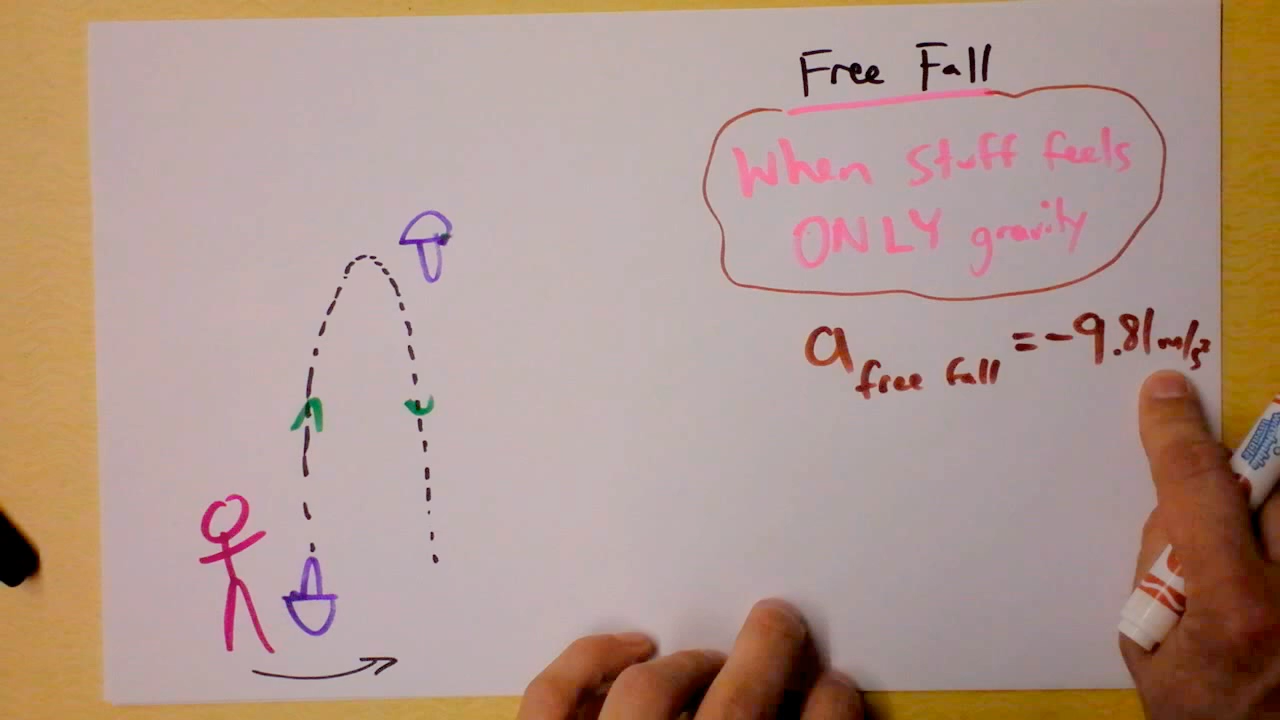 Free Fall
When stuff feels
ONLY gravity
a free fall = -9.81 m/s²